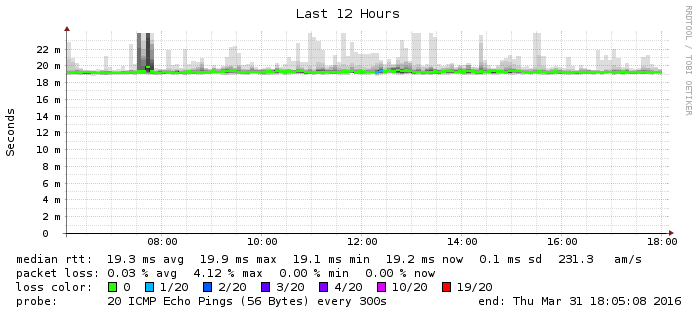 Last 12 Hours
RRDTOOL / TOBI OETIKER
Seconds
22 m
20 m
18 m
16 m
14 m
12 m
10 m
8 m
6 m
4 m
2 m
0
08:00 10:00 12:00 14:00 16:00 18:00
median rtt: 19.3 ms avg 19.9 ms max 19.1 ms min 19.2 ms now 0.1 ms sd 231.3 am/s
packet loss: 0.03 % avg 4.12 % max 0.00 % min 0.00 % now
loss color: 0 1/20 2/20 3/20 4/20 10/20 19/20
probe: 20 ICMP Echo Pings (56 Bytes) every 300s end: Thu Mar 31 18:05:08 2016